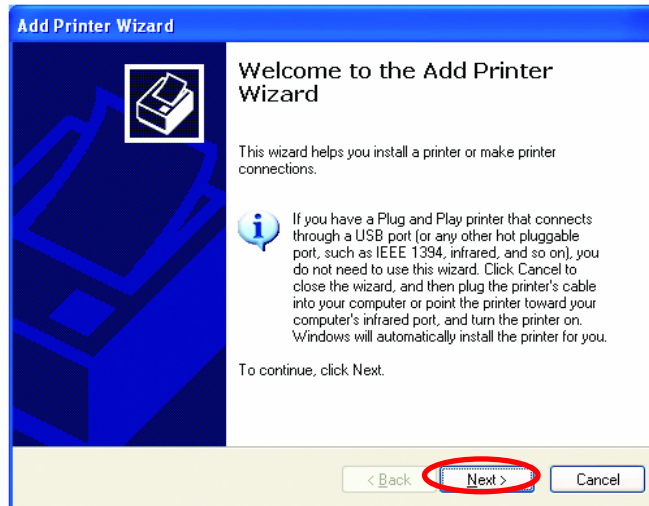 Add Printer Wizard
Welcome to the Add Printer
Wizard
This wizard helps you install a printer or make printer
connections.
If you have a Plug and Play printer that connects
through a USB port (or any other hot pluggable
port, such as IEEE 1394, infrared, and so on), you
do not need to use this wizard. Click Cancel to
close the wizard, and then plug the printer's cable
into your computer or point the printer toward your
computer's infrared port, and turn the printer on.
Windows will automatically install the printer for you.
To continue, click Next.
< Back Next > Cancel